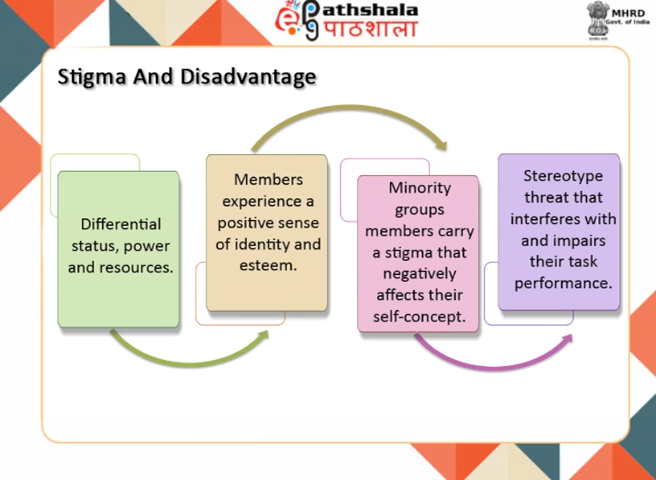 Pathshala
पाठशाला
MHRD
Govt. of India
Stigma And Disadvantage
Differential
status, power
and resources.
Members
experience a
positive sense
of identity and
esteem.
Minority
groups
members carry
a stigma that
negatively
affects their
self-concept.
Stereotype
threat that
interferes with
and impairs
their task
performance.